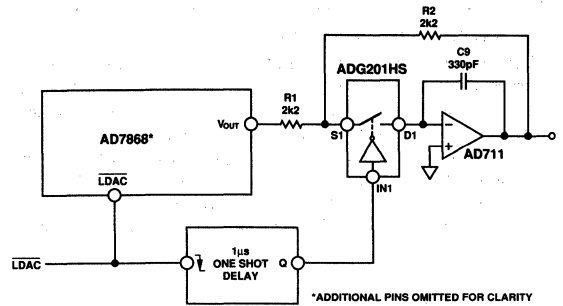 R2
2k2
C9
330pF
ADG201HS
R1
2k2
AD7868*
VOUT
S1
D1
−
+
AD711
LDAC
IN1
LDAC
1µs
ONE SHOT
DELAY
Q
*ADDITIONAL PINS OMITTED FOR CLARITY